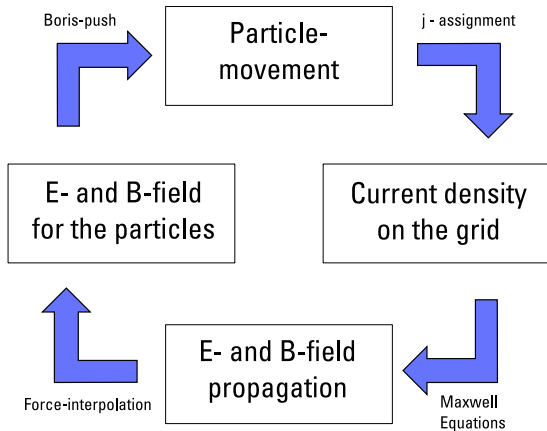 Boris-push
Particle-
movement
j - assignment
E- and B-field
for the particles
Current density
on the grid
E- and B-field
propagation
Force-interpolation
Maxwell
Equations